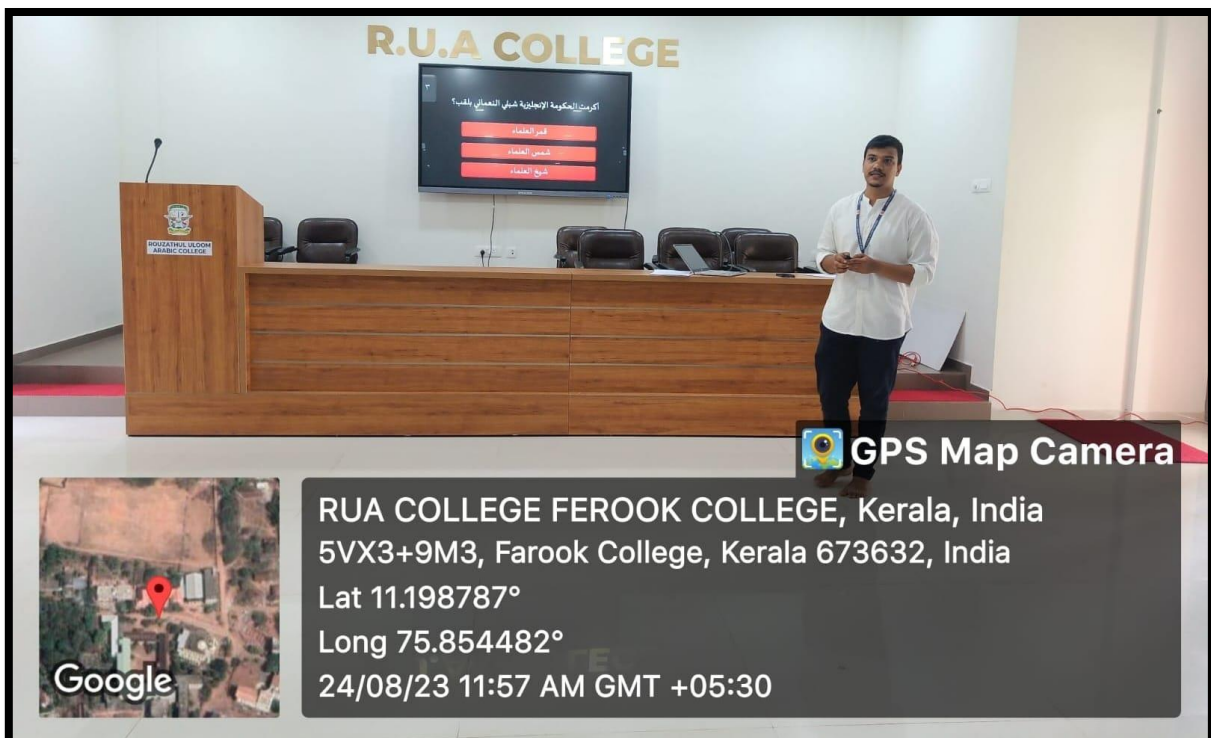 R.U.A COLLEGE
٣
أكرمت الحكومة الإنجليزية شبلي النعماني بلقب؟
قمر العلماء
شمس العلماء
شيخ العلماء
ROUZATHUL ULOOM
ARABIC COLLEGE
GPS Map Camera
RUA COLLEGE FEROOK COLLEGE, Kerala, India
5VX3+9M3, Farook College, Kerala 673632, India
Lat 11.198787°
Long 75.854482°
24/08/23 11:57 AM GMT +05:30
Google